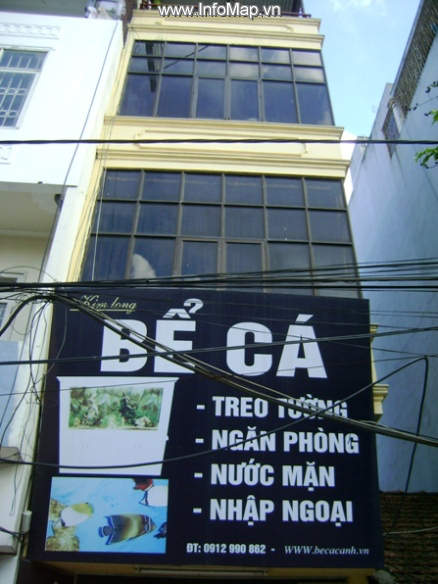 www.InfoMap.vn
Kim long
BỂ CÁ
- TREO TƯỜNG
- NGĂN PHÒNG
- NƯỚC MẶN
- NHẬP NGOẠI
ĐT: 0912 990 862 - www.becacanh.vn